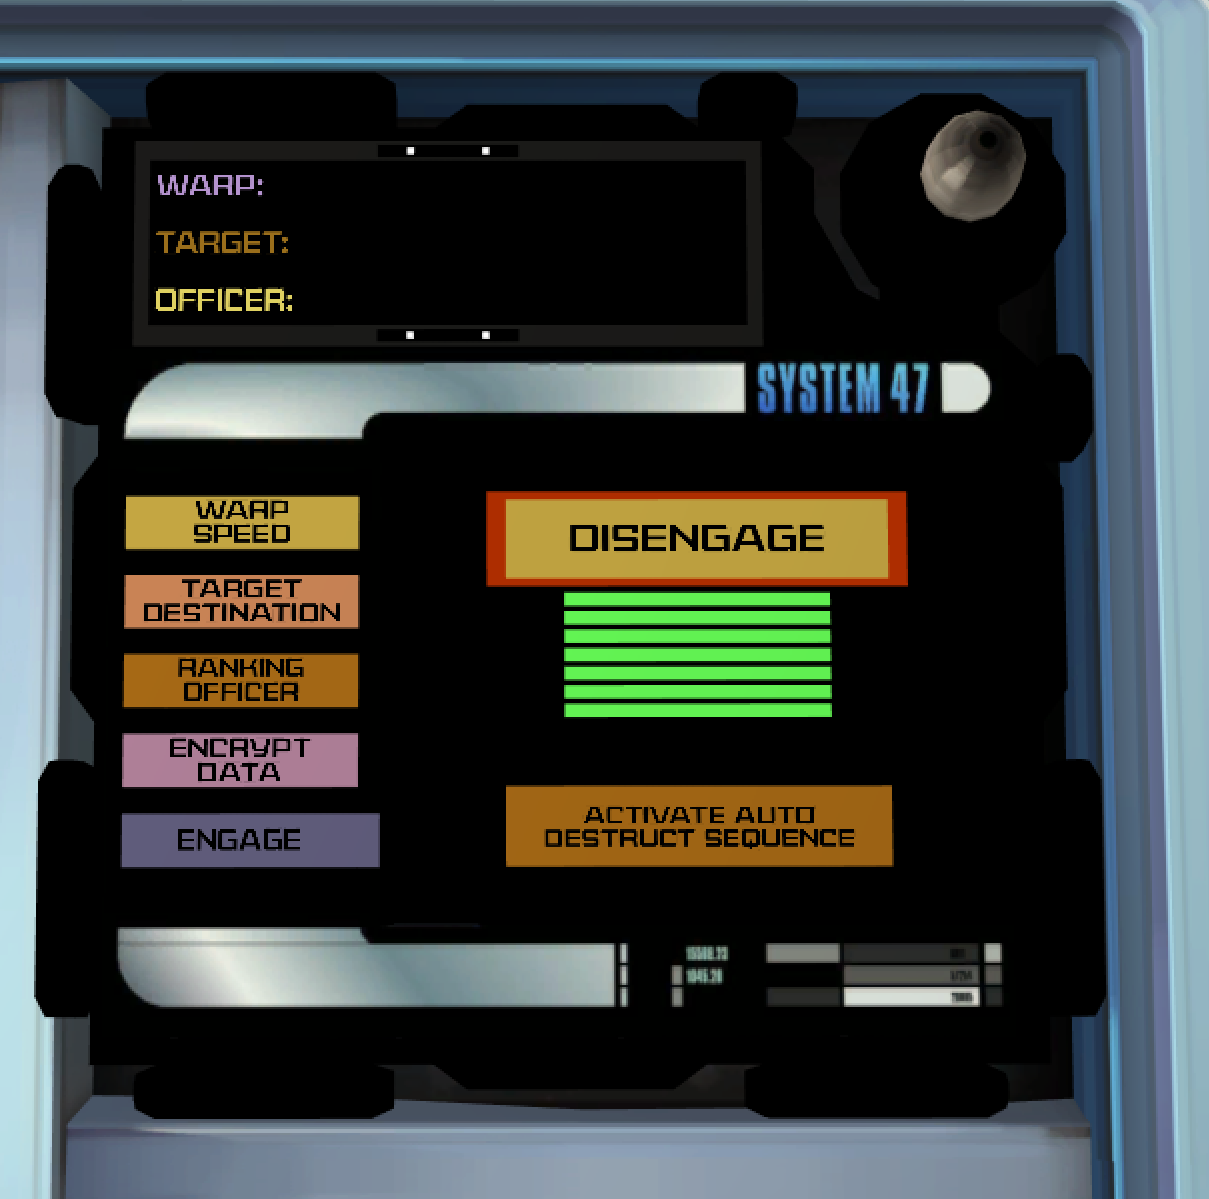 WARP:
TARGET:
OFFICER:
SYSTEM 47
WARP
SPEED
DISENGAGE
TARGET
DESTINATION
RANKING
OFFICER
ENCRYPT
DATA
ACTIVATE AUTO
DESTRUCT SEQUENCE
ENGAGE